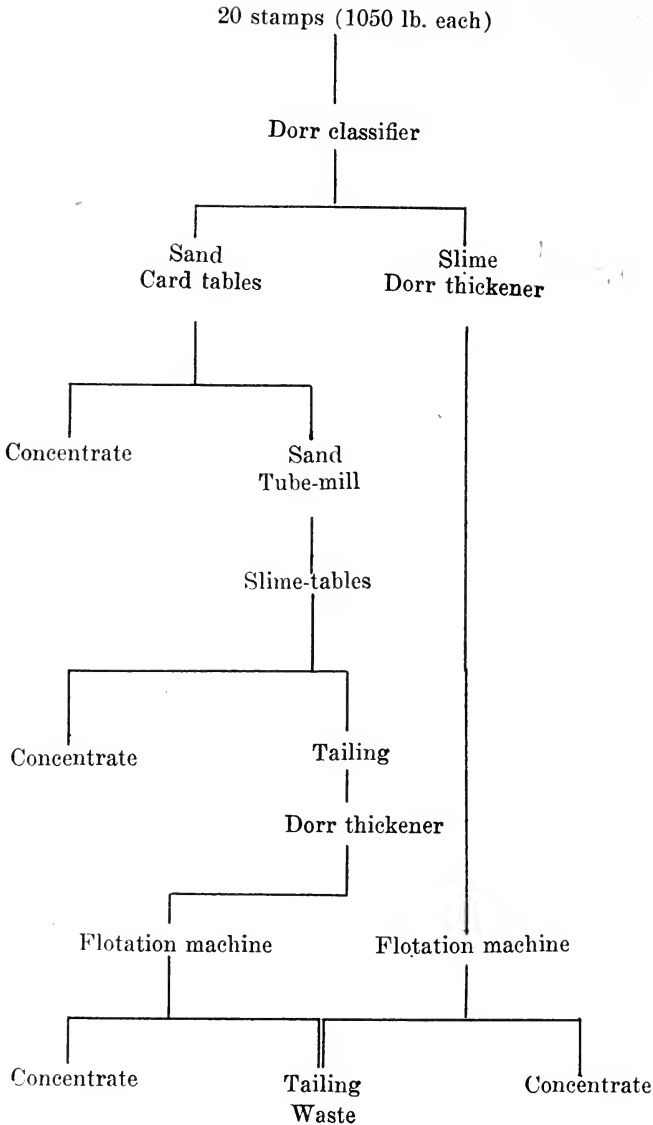 20 stamps (1050 lb. each)
Dorr classifier
Sand
Card tables
Slime
Dorr thickener
Concentrate
Sand
Tube-mill
Slime-tables
Concentrate
Tailing
Dorr thickener
Flotation machine
Flotation machine
Concentrate
Tailing
Waste
Concentrate